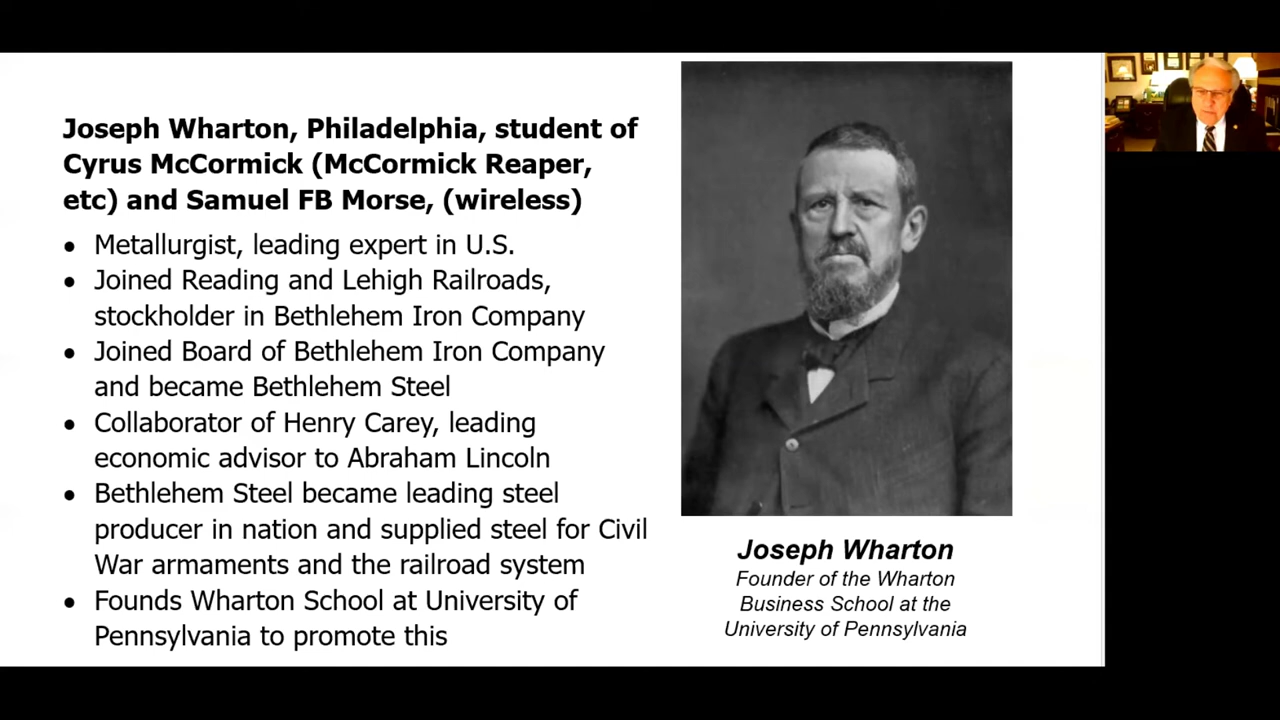 Joseph Wharton, Philadelphia, student of
Cyrus McCormick (McCormick Reaper,
etc) and Samuel FB Morse, (wireless)
• Metallurgist, leading expert in U.S.
• Joined Reading and Lehigh Railroads,
stockholder in Bethlehem Iron Company
• Joined Board of Bethlehem Iron Company
and became Bethlehem Steel
• Collaborator of Henry Carey, leading
economic advisor to Abraham Lincoln
• Bethlehem Steel became leading steel
producer in nation and supplied steel for Civil
War armaments and the railroad system
• Founds Wharton School at University of
Pennsylvania to promote this
Joseph Wharton
Founder of the Wharton
Business School at the
University of Pennsylvania